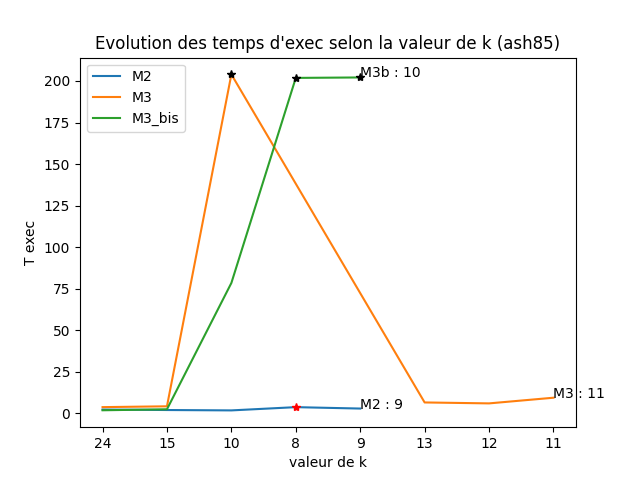 Evolution des temps d'exec selon la valeur de k (ash85)
M2
M3
M3_bis
M3b : 10
M2 : 9
M3 : 11
T exec
200
175
150
125
100
75
50
25
0
24 15 10 8 9 13 12 11
valeur de k